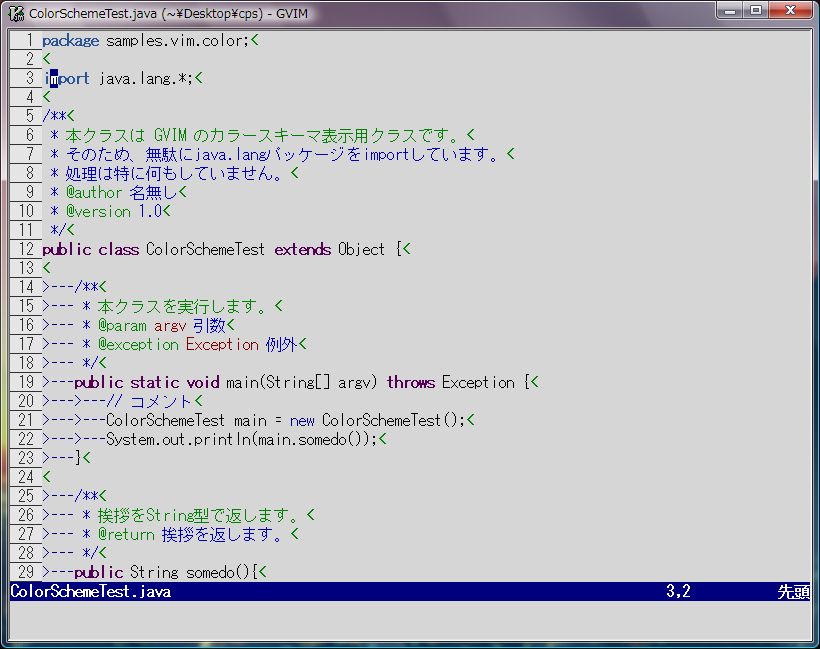 ColorSchemeTest.java (~¥Desktop¥cps) - GVIM
1 package samples.vim.color;<
2 <
3 import java.lang.*;<
4 <
5 /**<
6  * 本クラスは GVIM のカラースキーマ表示用クラスです。<
7  * そのため、無駄にjava.langパッケージをimportしています。<
8  * 処理は特に何もしていません。<
9  * @author 名無し<
10  * @version 1.0<
11  */<
12 public class ColorSchemeTest extends Object {<
13 <
14 >---/**<
15 >--- * 本クラスを実行します。<
16 >--- * @param argv 引数<
17 >--- * @exception Exception 例外<
18 >--- */<
19 >---public static void main(String[] argv) throws Exception {<
20 >--->---// コメント<
21 >--->---ColorSchemeTest main = new ColorSchemeTest();<
22 >--->---System.out.println(main.somedo());<
23 >---}<
24 <
25 >---/**<
26 >--- * 挨拶をString型で返します。<
27 >--- * @return 挨拶を返します。<
28 >--- */<
29 >---public String somedo(){<
ColorSchemeTest.java 3,2 先頭